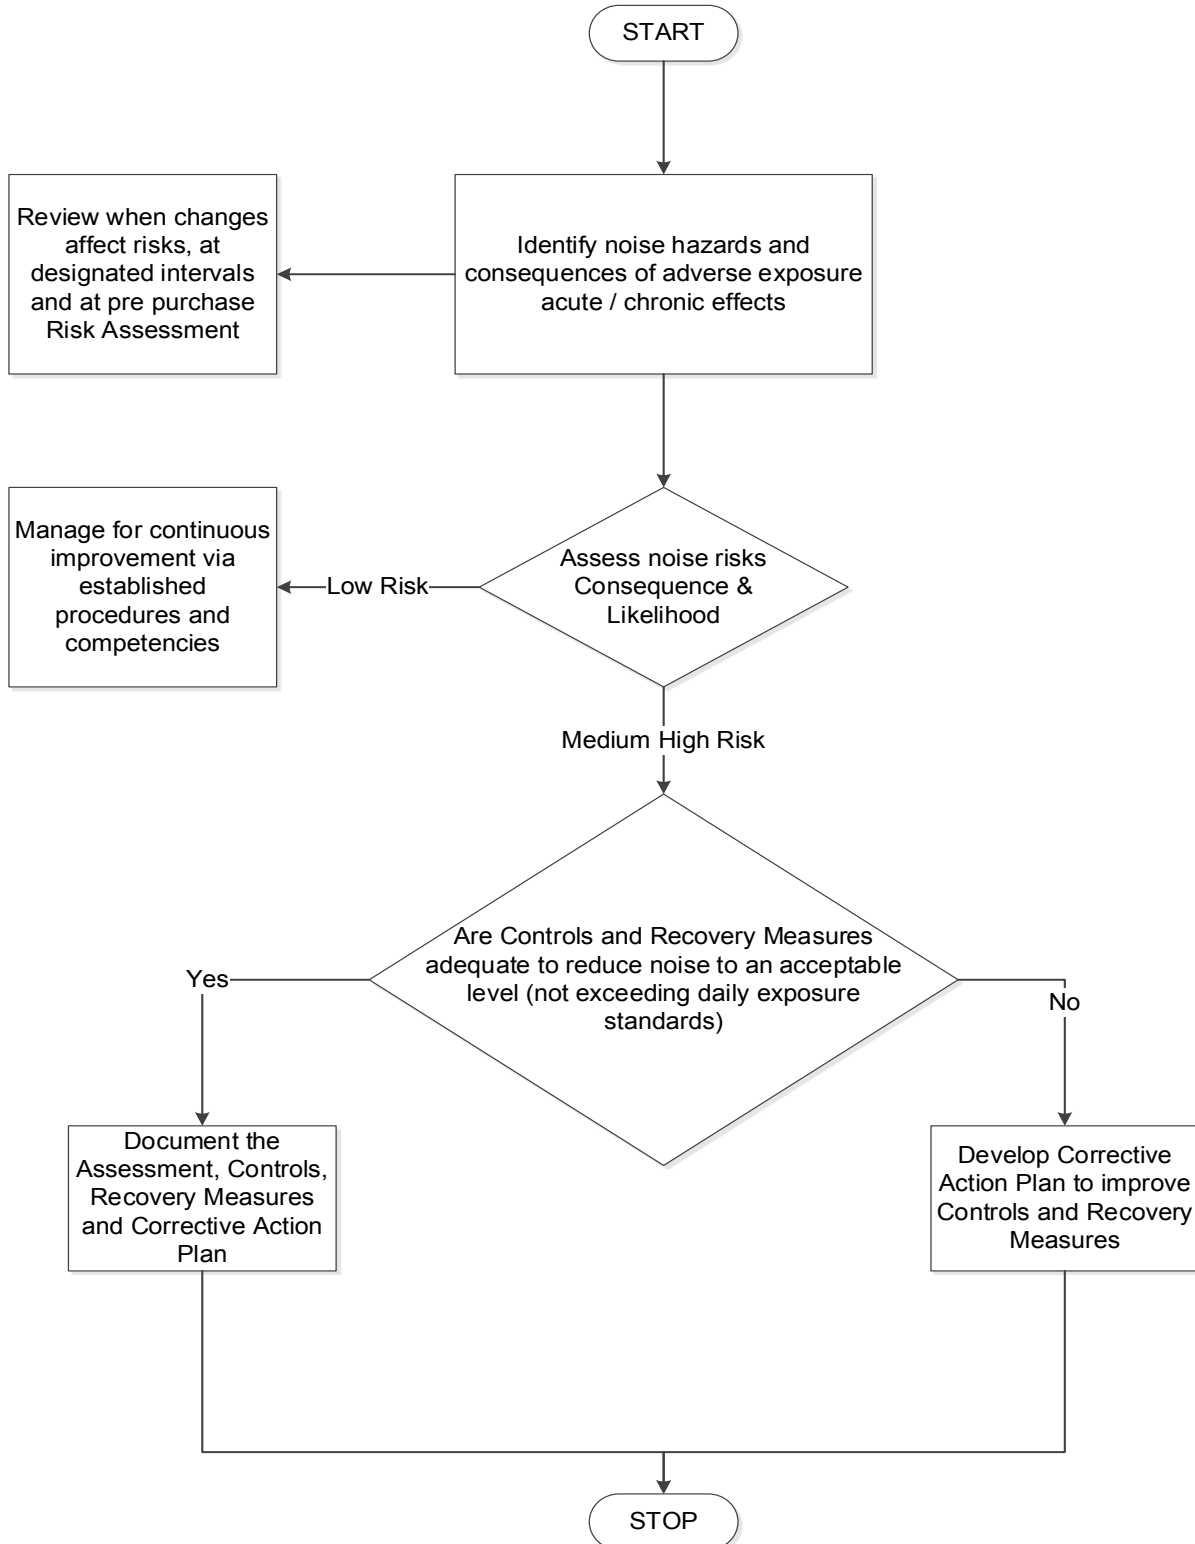 START
Review when changes
affect risks, at
designated intervals
and at pre purchase
Risk Assessment
Identify noise hazards and
consequences of adverse exposure
acute / chronic effects
Manage for continuous
improvement via
established
procedures and
competencies
Low Risk
Assess noise risks
Consequence &
Likelihood
Medium High Risk
Are Controls and Recovery Measures
adequate to reduce noise to an acceptable
level (not exceeding daily exposure
standards)
Yes
No
Document the
Assessment, Controls,
Recovery Measures
and Corrective Action
Plan
Develop Corrective
Action Plan to improve
Controls and Recovery
Measures
STOP